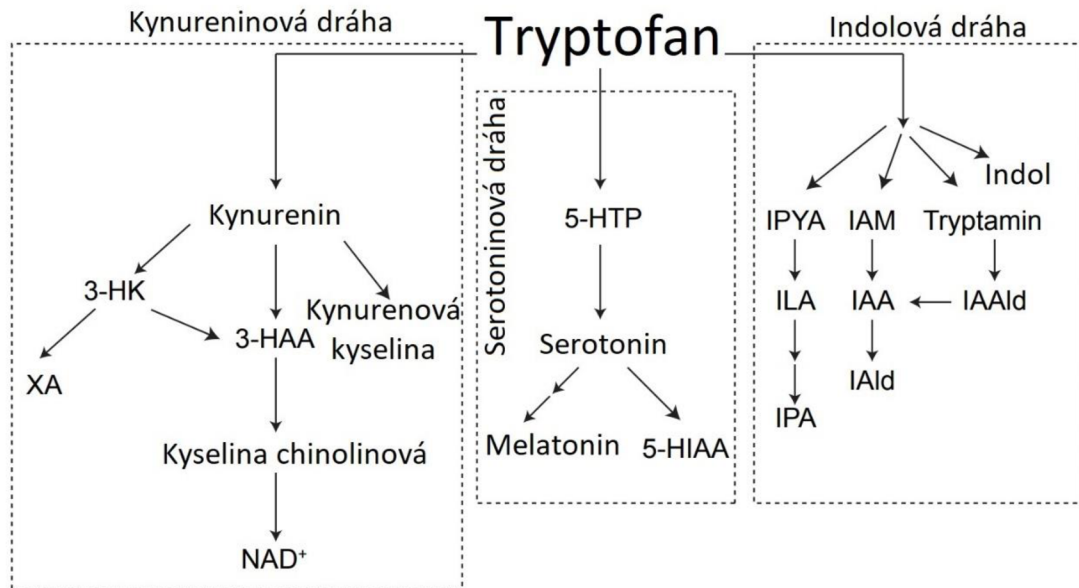 Kynureninová dráha
Tryptofan
Indolová dráha
Kynurenin
3-HK
3-HAA
Kynurenová
kyselina
XA
Kyselina chinolinová
NAD⁺
Serotoninová dráha
5-HTP
Serotonin
Melatonin
5-HIAA
Indol
IPYA
IAM
Tryptamin
ILA
IAA
IAAld
IAld
IPA